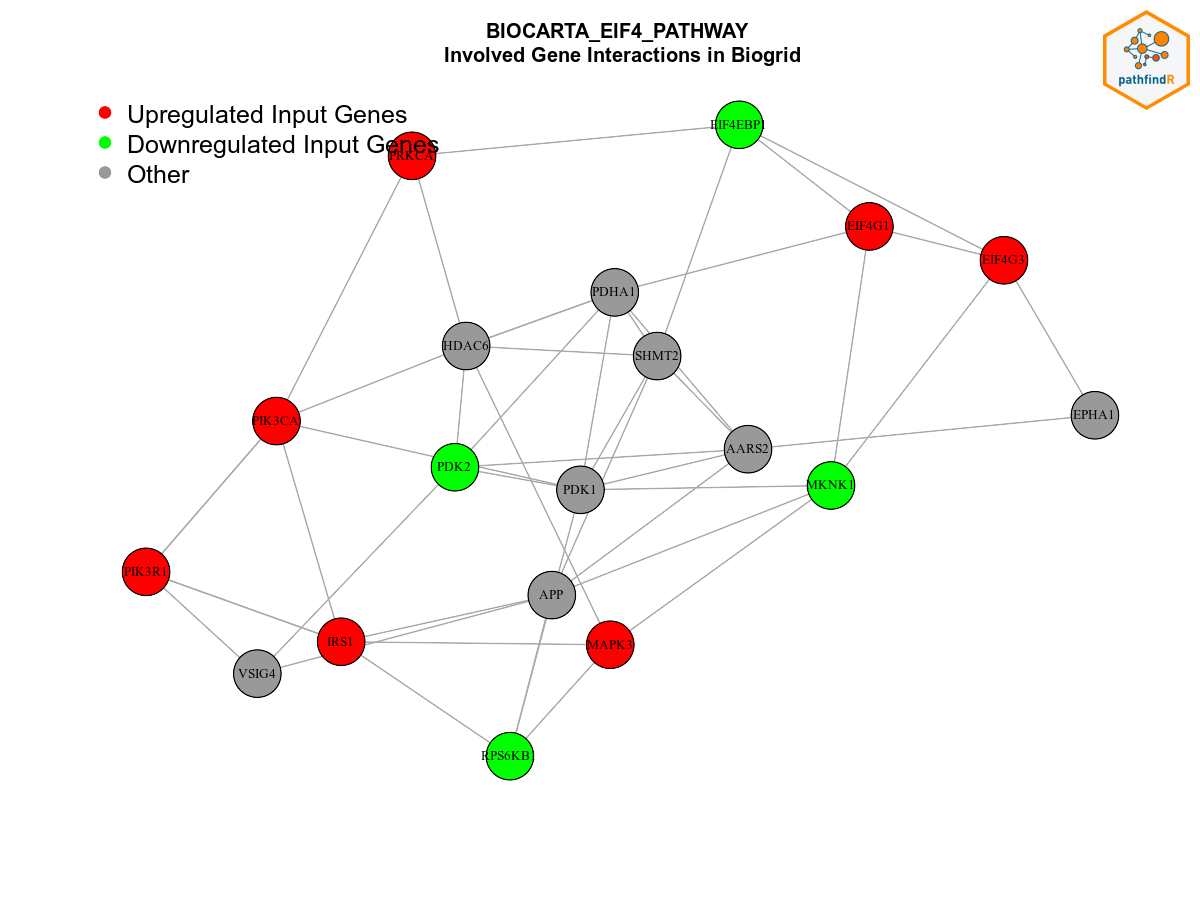 BIOCARTA_EIF4_PATHWAY
Involved Gene Interactions in Biogrid
pathfindR
Upregulated Input Genes
Downregulated Input Genes
Other
EIF4EBP1
PRKCA
EIF4G1
EIF4G3
PDHA1
HDAC6
SHMT2
EPHA1
PIK3CA
AARS2
PDK2
PDK1
MKNK1
PIK3R1
APP
IRS1
MAPK3
VSIG4
RPS6KB1